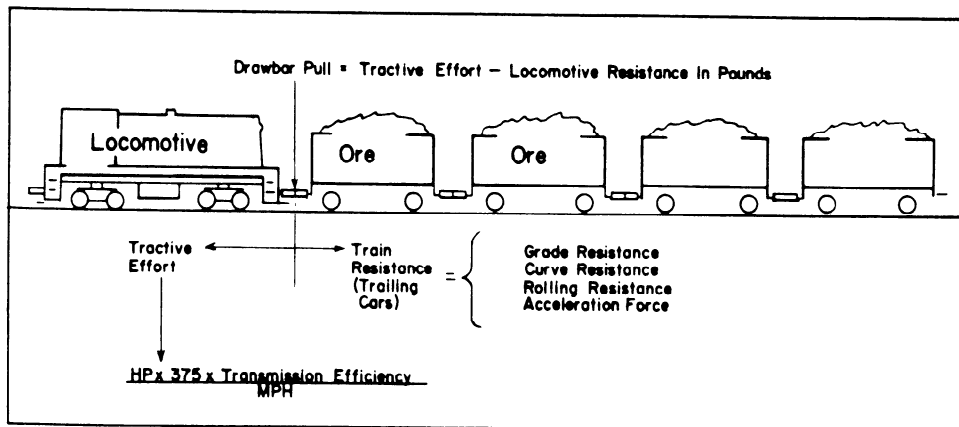 Drawbar Pull = Tractive Effort - Locomotive Resistance In Pounds
Locomotive
Ore
Ore
Tractive
Effort
Train
Resistance
(Trailing
Cars)
=
Grade Resistance
Curve Resistance
Rolling Resistance
Acceleration Force
HP x 375 x Transmission Efficiency
MPH